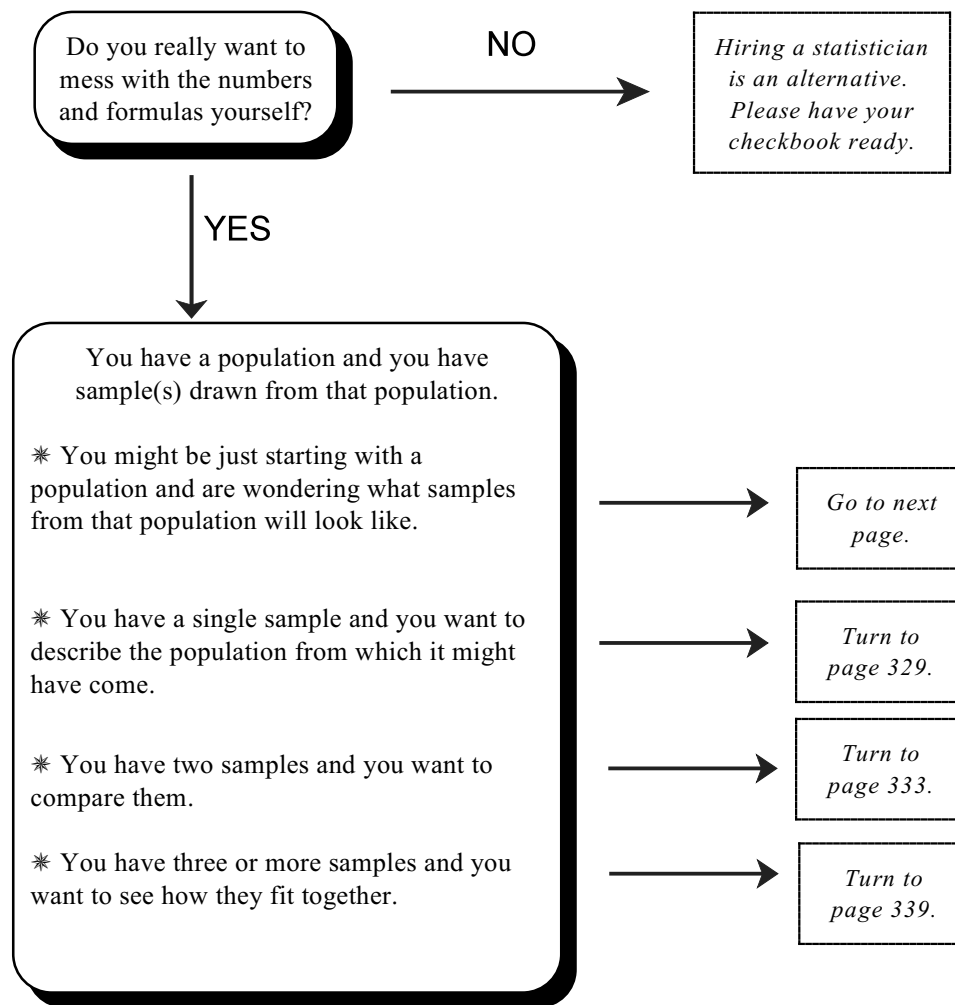 Do you really want to
mess with the numbers
and formulas yourself?
NO
Hiring a statistician
is an alternative.
Please have your
checkbook ready.
YES
You have a population and you have
sample(s) drawn from that population.
✴ You might be just starting with a
population and are wondering what samples
from that population will look like.
Go to next
page.
✴ You have a single sample and you want to
describe the population from which it might
have come.
Turn to
page 329.
✴ You have two samples and you want to
compare them.
Turn to
page 333.
✴ You have three or more samples and you
want to see how they fit together.
Turn to
page 339.